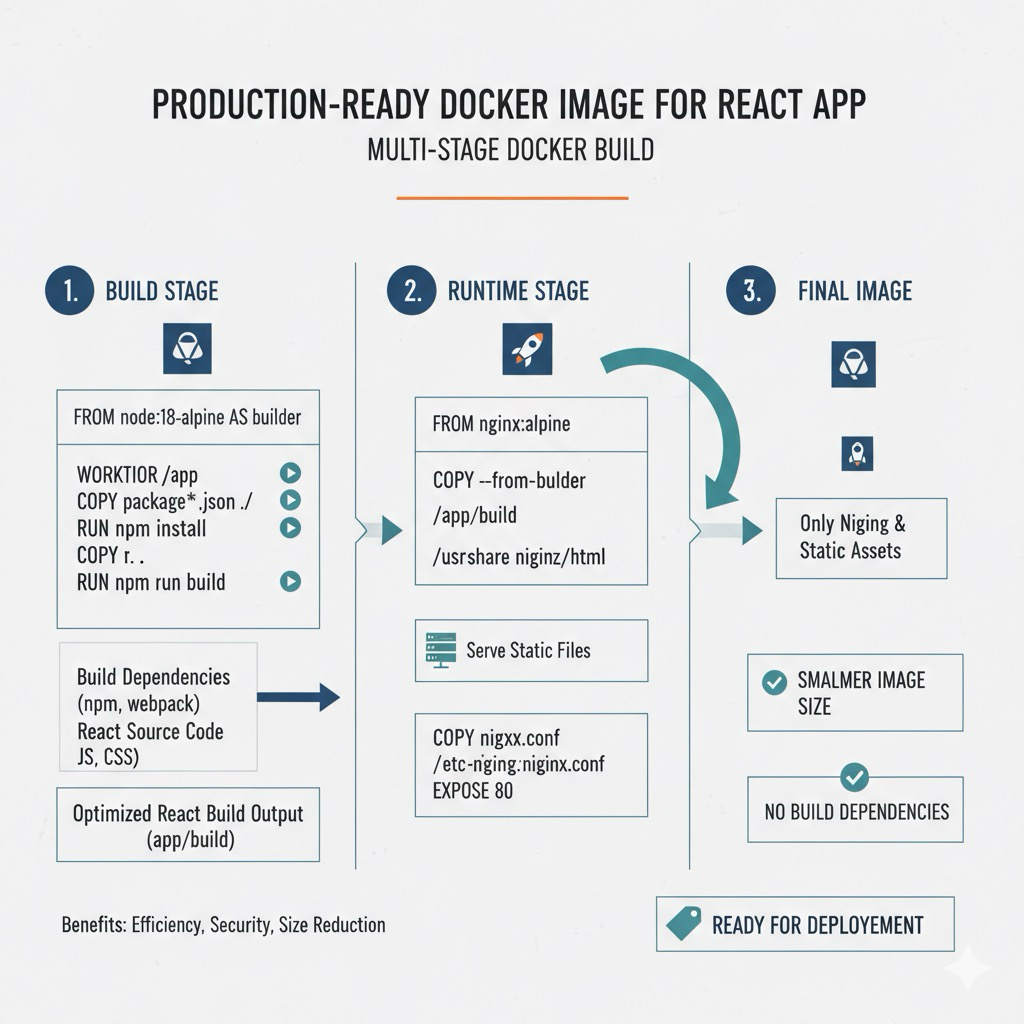 PRODUCTION-READY DOCKER IMAGE FOR REACT APP
MULTI-STAGE DOCKER BUILD
1. BUILD STAGE
FROM node:18-alpine AS builder
WORKTIOR /app
COPY package*.json ./
RUN npm install
COPY r. .
RUN npm run build
Build Dependencies
(npm, webpack)
React Source Code
JS, CSS)
Optimized React Build Output
(app/build)
2. RUNTIME STAGE
FROM nginx:alpine
COPY --from-bulder
/app/build
/usrshare niginz/html
Serve Static Files
COPY nigxx.conf
/etc-nging:niginx.conf
EXPOSE 80
3. FINAL IMAGE
Only Niging &
Static Assets
SMALMER IMAGE
SIZE
NO BUILD DEPENDENCIES
Benefits: Efficiency, Security, Size Reduction
READY FOR DEPLOYEMENT